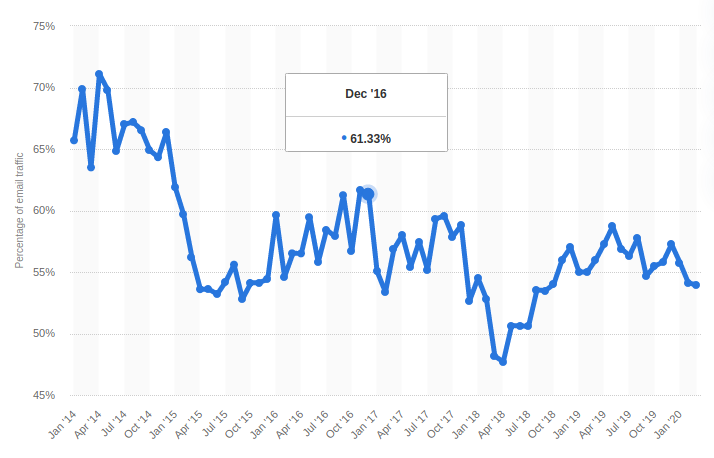 75%
70%
65%
60%
55%
50%
45%
Percentage of email traffic
Dec '16
61.33%
Jan '14
Apr '14
Jul '14
Oct '14
Jan '15
Apr '15
Jul '15
Oct '15
Jan '16
Apr '16
Jul '16
Oct '16
Jan '17
Apr '17
Jul '17
Oct '17
Jan '18
Apr '18
Jul '18
Oct '18
Jan '19
Apr '19
Jul '19
Oct '19
Jan '20